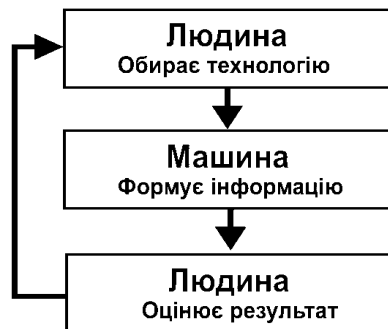 Людина
Обирає технологію
Машина
Формує інформацію
Людина
Оцінює результат